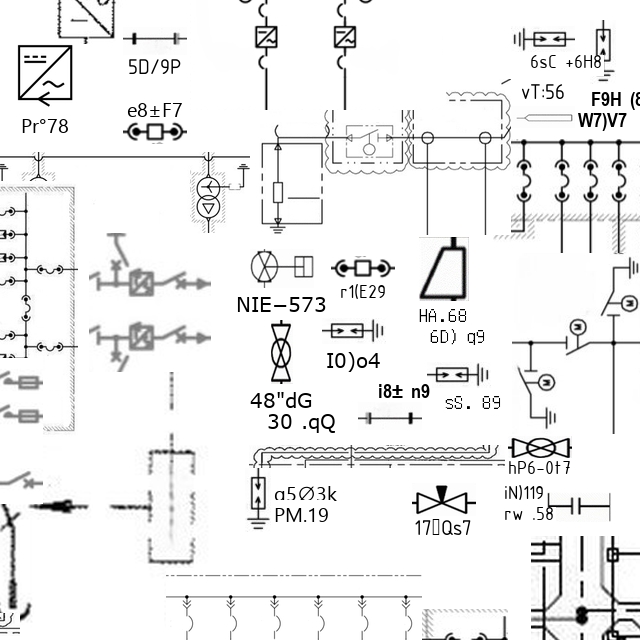 5D/9P
6sC +6H8
vT:56
F9H (8
W7)V7
e8±F7
Pr°78
NIE−573
r1(E29
HA.68
6D) q9
I0)o4
48"dG
30 .qQ
i8± n9
sS. 89
hP6-0t7
iN)119
rw .58
α5∅3k
PM.19
17▯Qs7